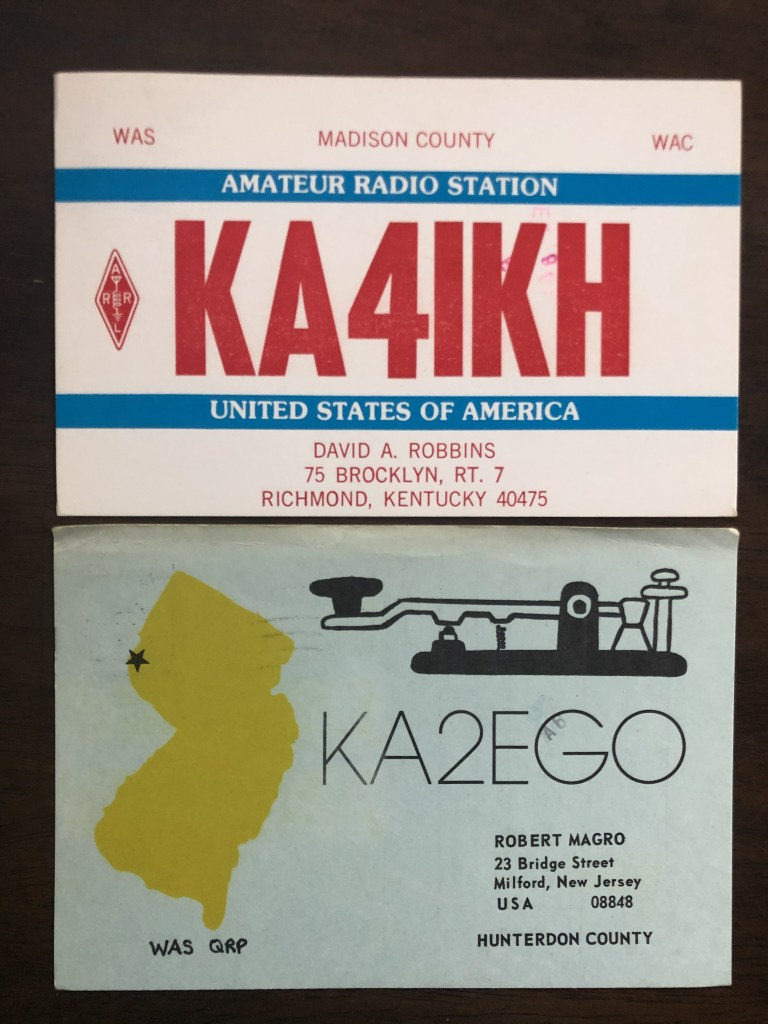 WAS MADISON COUNTY WAC
AMATEUR RADIO STATION
KA4IKH
A
R R
L
UNITED STATES OF AMERICA
DAVID A. ROBBINS
75 BROCKLYN, RT. 7
RICHMOND, KENTUCKY 40475
KA2EGO
ROBERT MAGRO
23 Bridge Street
Milford, New Jersey
USA 08848
WAS QRP
HUNTERDON COUNTY